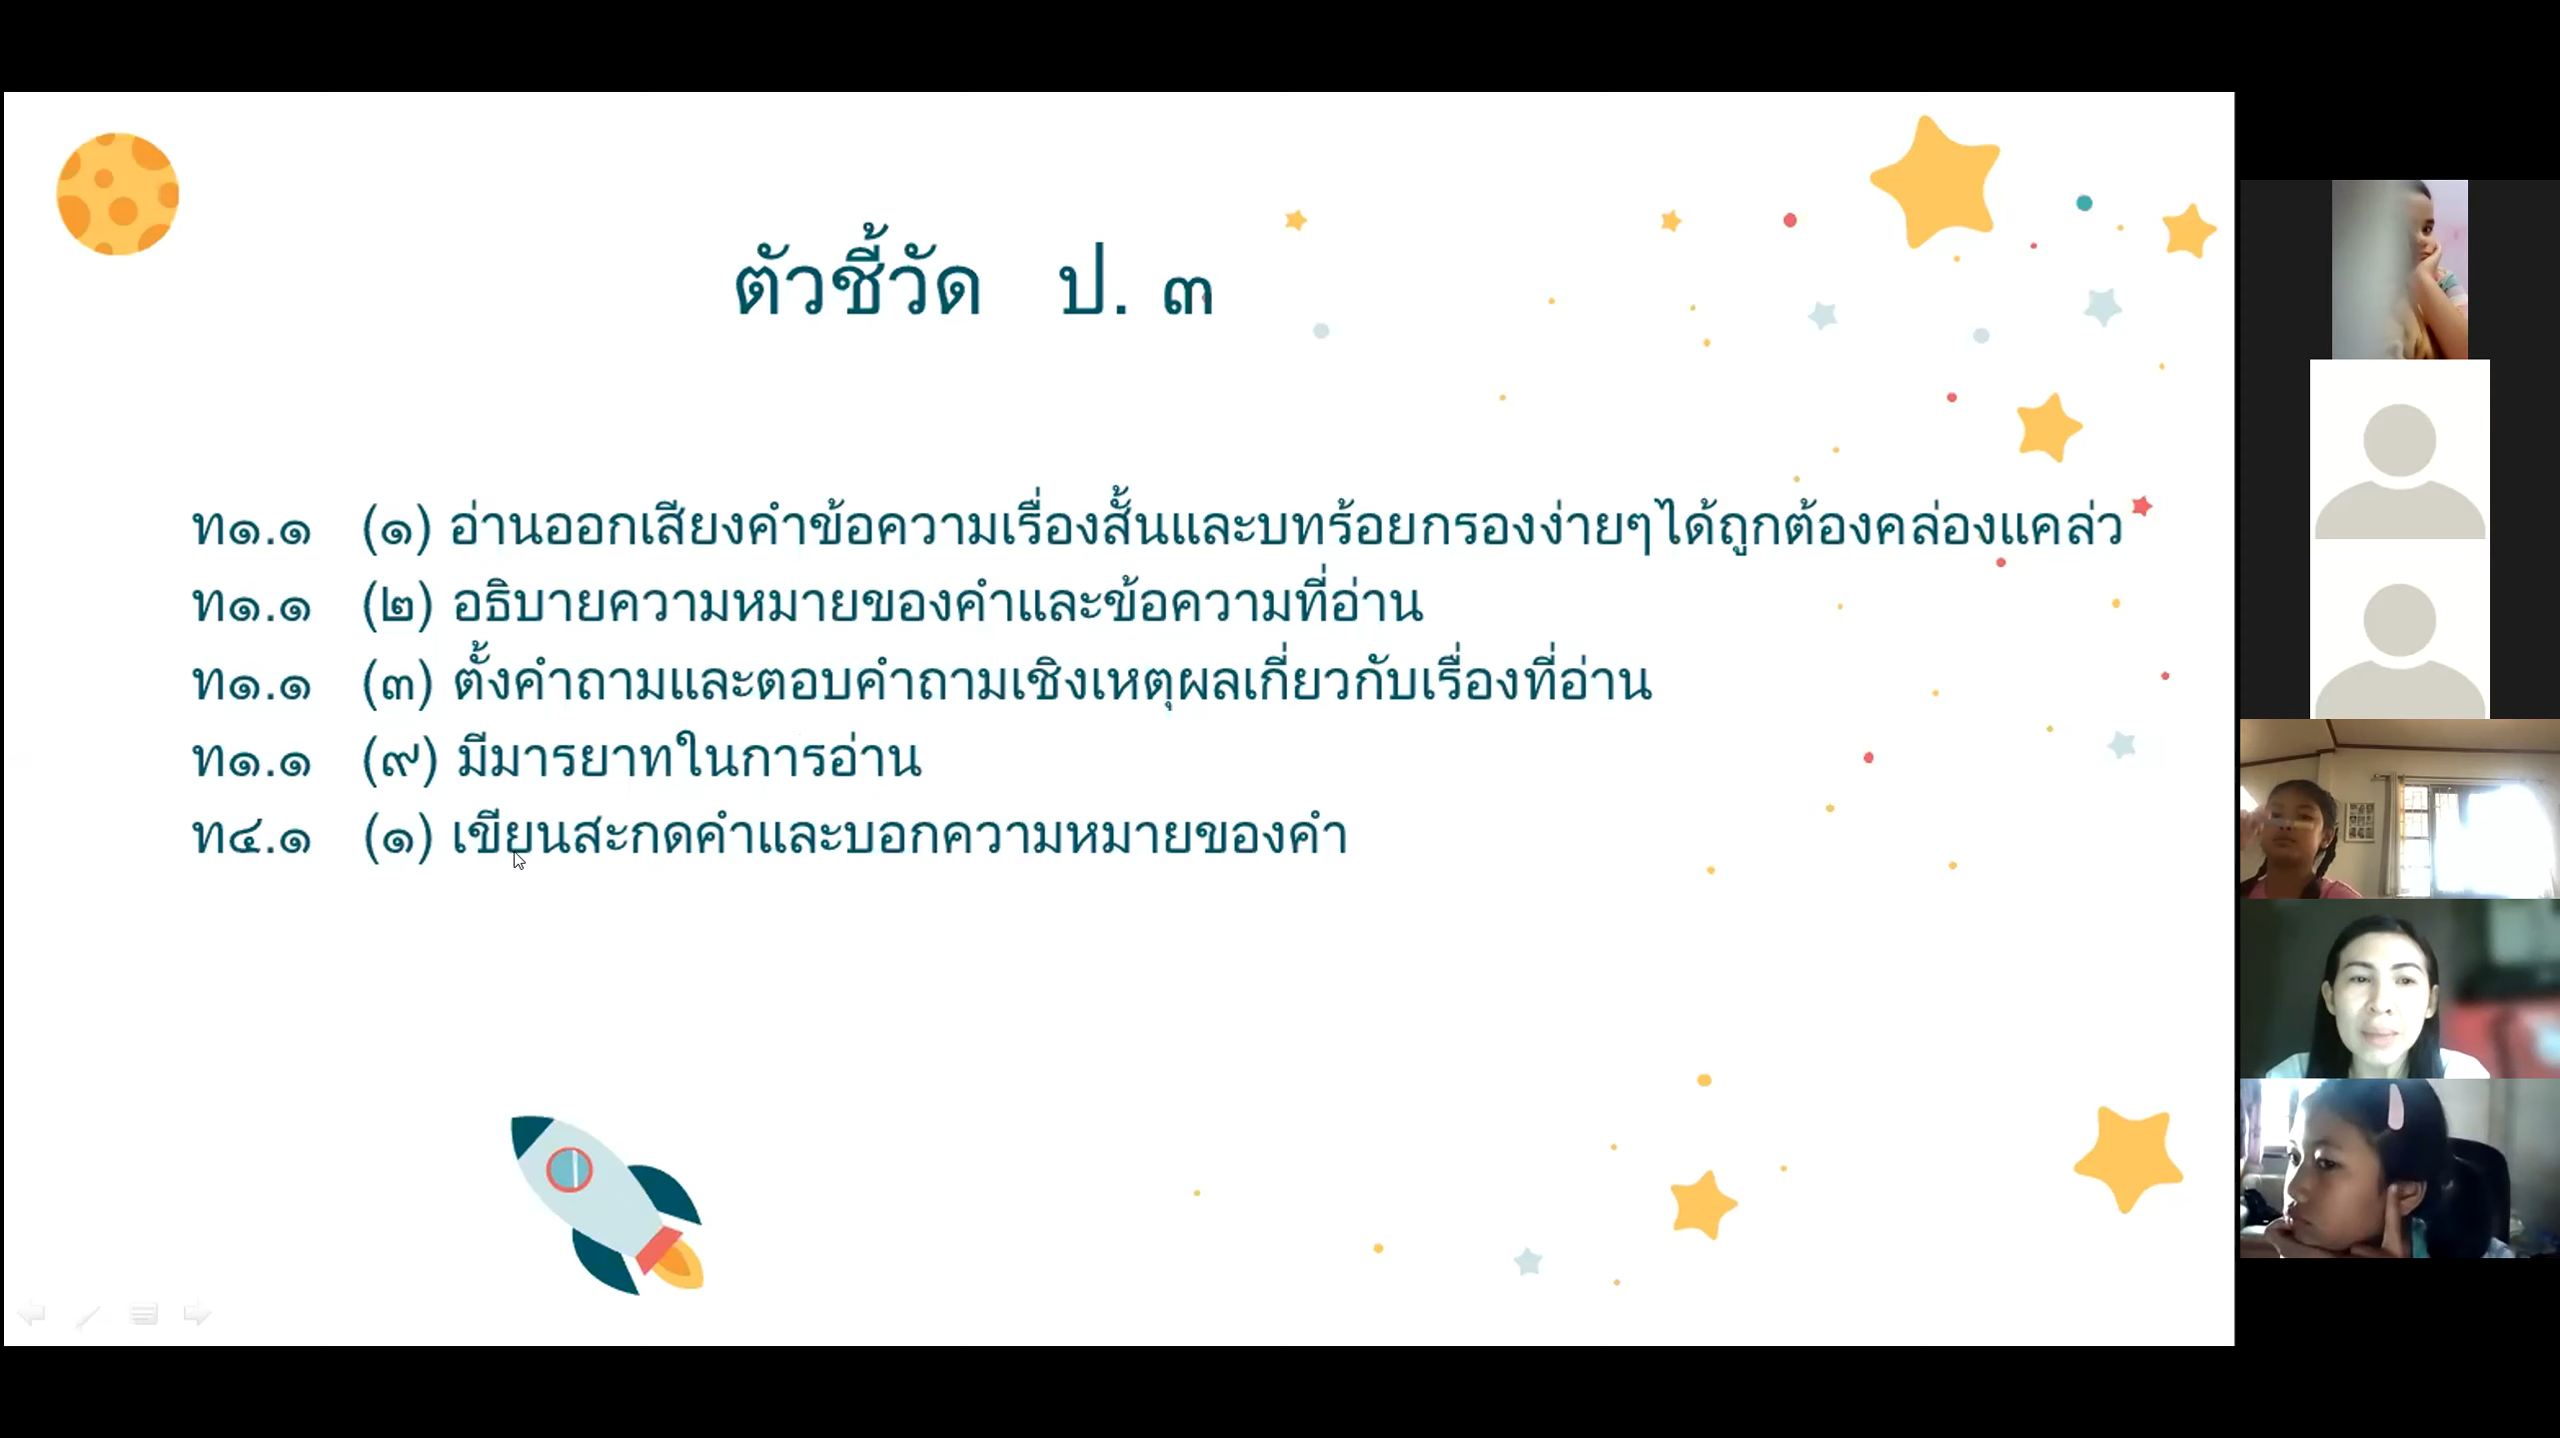 ตัวชี้วัด ป. ๓
ท๑.๑ (๑) อ่านออกเสียงคำข้อความเรื่องสั้นและบทร้อยกรองง่ายๆได้ถูกต้องคล่องแคล่ว
ท๑.๑ (๒) อธิบายความหมายของคำและข้อความที่อ่าน
ท๑.๑ (๓) ตั้งคำถามและตอบคำถามเชิงเหตุผลเกี่ยวกับเรื่องที่อ่าน
ท๑.๑ (๙) มีมารยาทในการอ่าน
ท๔.๑ (๑) เขียนสะกดคำและบอกความหมายของคำ